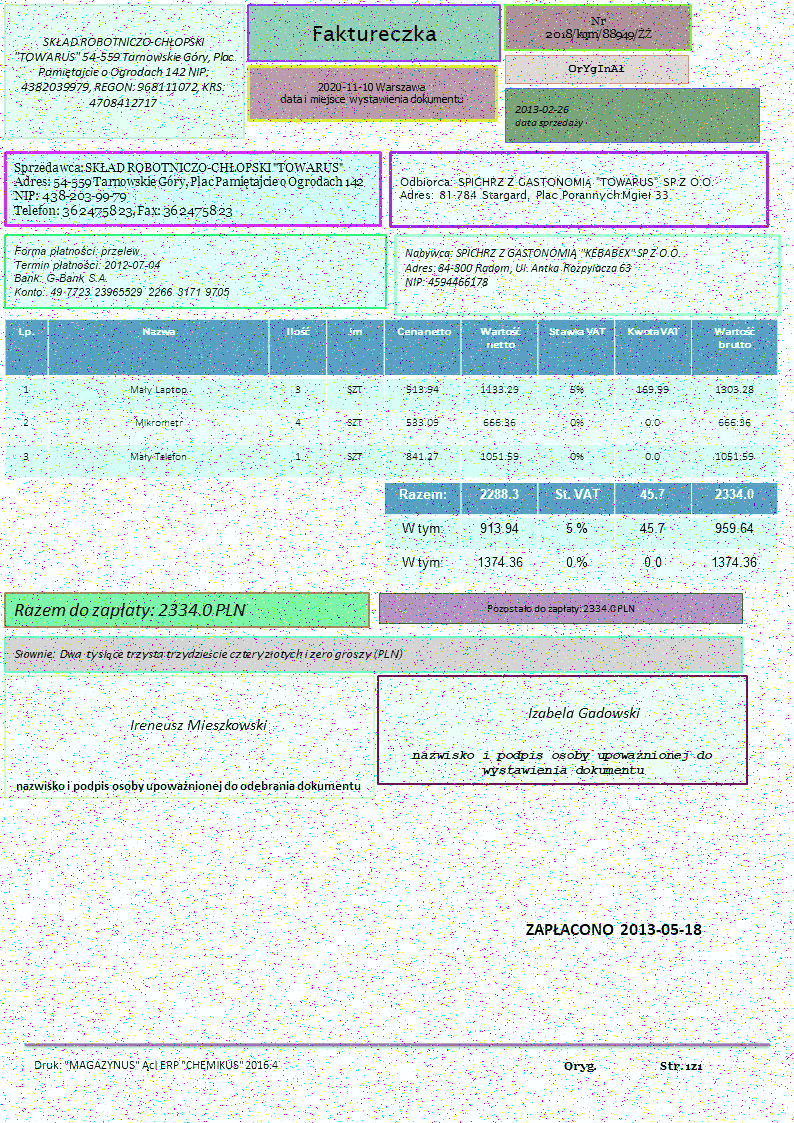 SKŁAD ROBOTNICZO-CHŁOPSKI
"TOWARUS" 54-559 Tarnowskie Góry, Plac
Pamiętajcie o Ogrodach 142 NIP:
4382039979, REGON: 968111072, KRS:
4708412717
Faktureczka
2020-11-10 Warszawa
data i miejsce wystawienia dokumentu
Nr
2018/kqm/88949/ŻŻ
OrYgInAł
2013-02-26
data sprzedaży
Sprzedawca: SKŁAD ROBOTNICZO-CHŁOPSKI "TOWARUS"
Adres: 54-559 Tarnowskie Góry, Plac Pamiętajcie o Ogrodach 142
NIP: 438-203-99-79
Telefon: 362475823, Fax: 362475823
Odbiorca: SPICHRZ Z GASTONOMIĄ "TOWARUS" SP.Z O.O.
Adres: 81-784 Stargard, Plac Porannych Mgieł 33
Forma płatności: przelew
Termin płatności: 2012-07-04
Bank: G-Bank S.A.
Konto: 49 7723 23965529 2266 3171 9705
Nabywca: SPICHRZ Z GASTONOMIĄ "KEBABEX" SP.Z O.O.
Adres: 84-800 Radom, Ul. Antka Rozpylacza 63
NIP: 4594466178
Lp. Nazwa Ilość Jm Cena netto Wartość netto Stawka VAT Kwota VAT Wartość brutto
1 Mały Laptop 3 SZT 913.94 1133.29 5% 169.99 1303.28
2 Mikrometr 4 SZT 533.09 666.36 0% 0.0 666.36
3 Mały Telefon 1 SZT 841.27 1051.59 0% 0.0 1051.59
Razem: 2288.3 St. VAT 45.7 2334.0
W tym: 913.94 5 % 45.7 959.64
W tym: 1374.36 0 % 0.0 1374.36
Razem do zapłaty: 2334.0 PLN
Pozostało do zapłaty: 2334.0 PLN
Słownie: Dwa tysiące trzysta trzydzieście cztery złotych i zero groszy (PLN)
Ireneusz Mieszkowski
nazwisko i podpis osoby upoważnionej do odebrania dokumentu
Izabela Gadowski
nazwisko i podpis osoby upoważnionej do
wystawienia dokumentu
ZAPŁACONO 2013-05-18
Druk: "MAGAZYNUS" Acl ERP "CHEMIKUS" 2016.4
Oryg. Str. 1z1